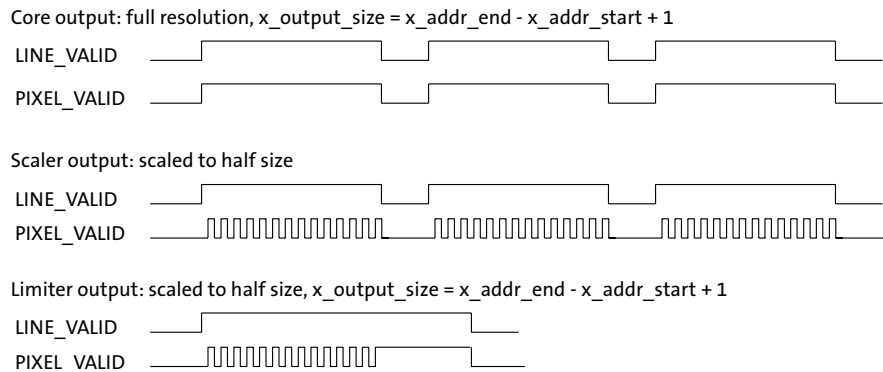 Core output: full resolution, x_output_size = x_addr_end - x_addr_start + 1
LINE_VALID
PIXEL_VALID
Scaler output: scaled to half size
LINE_VALID
PIXEL_VALID
Limiter output: scaled to half size, x_output_size = x_addr_end - x_addr_start + 1
LINE_VALID
PIXEL_VALID